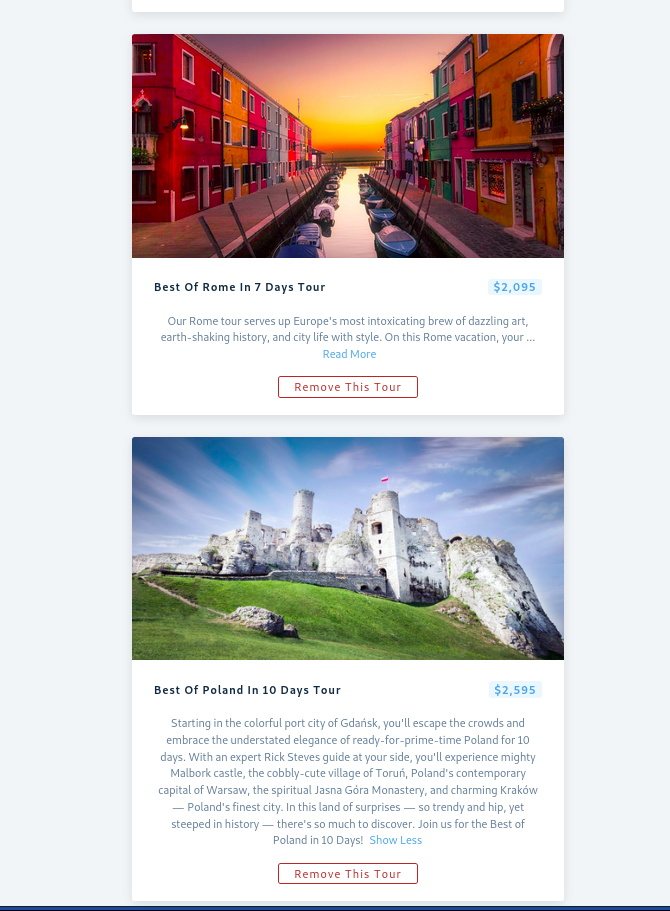 Best Of Rome In 7 Days Tour
$2,095
Our Rome tour serves up Europe's most intoxicating brew of dazzling art,
earth-shaking history, and city life with style. On this Rome vacation, your ...
Read More
Remove This Tour
Best Of Poland In 10 Days Tour
$2,595
Starting in the colorful port city of Gdańsk, you'll escape the crowds and
embrace the understated elegance of ready-for-prime-time Poland for 10
days. With an expert Rick Steves guide at your side, you'll experience mighty
Malbork castle, the cobbly-cute village of Toruń, Poland's contemporary
capital of Warsaw, the spiritual Jasna Góra Monastery, and charming Kraków
— Poland's finest city. In this land of surprises — so trendy and hip, yet
steeped in history — there's so much to discover. Join us for the Best of
Poland in 10 Days! Show Less
Remove This Tour